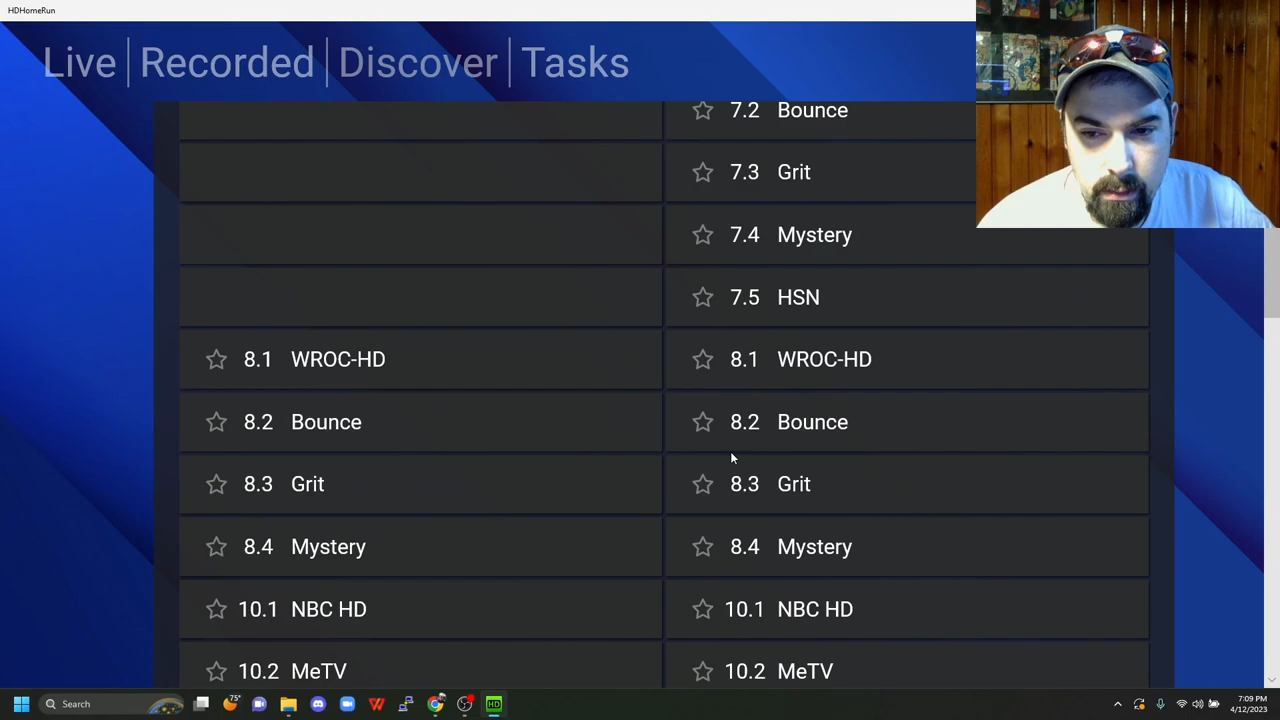 HDHomeRun
Live Recorded Discover Tasks
7.2 Bounce
7.3 Grit
7.4 Mystery
7.5 HSN
8.1 WROC-HD 8.1 WROC-HD
8.2 Bounce 8.2 Bounce
8.3 Grit 8.3 Grit
8.4 Mystery 8.4 Mystery
10.1 NBC HD 10.1 NBC HD
10.2 MeTV 10.2 MeTV
Search 75° W HD 7:09 PM
4/12/2023